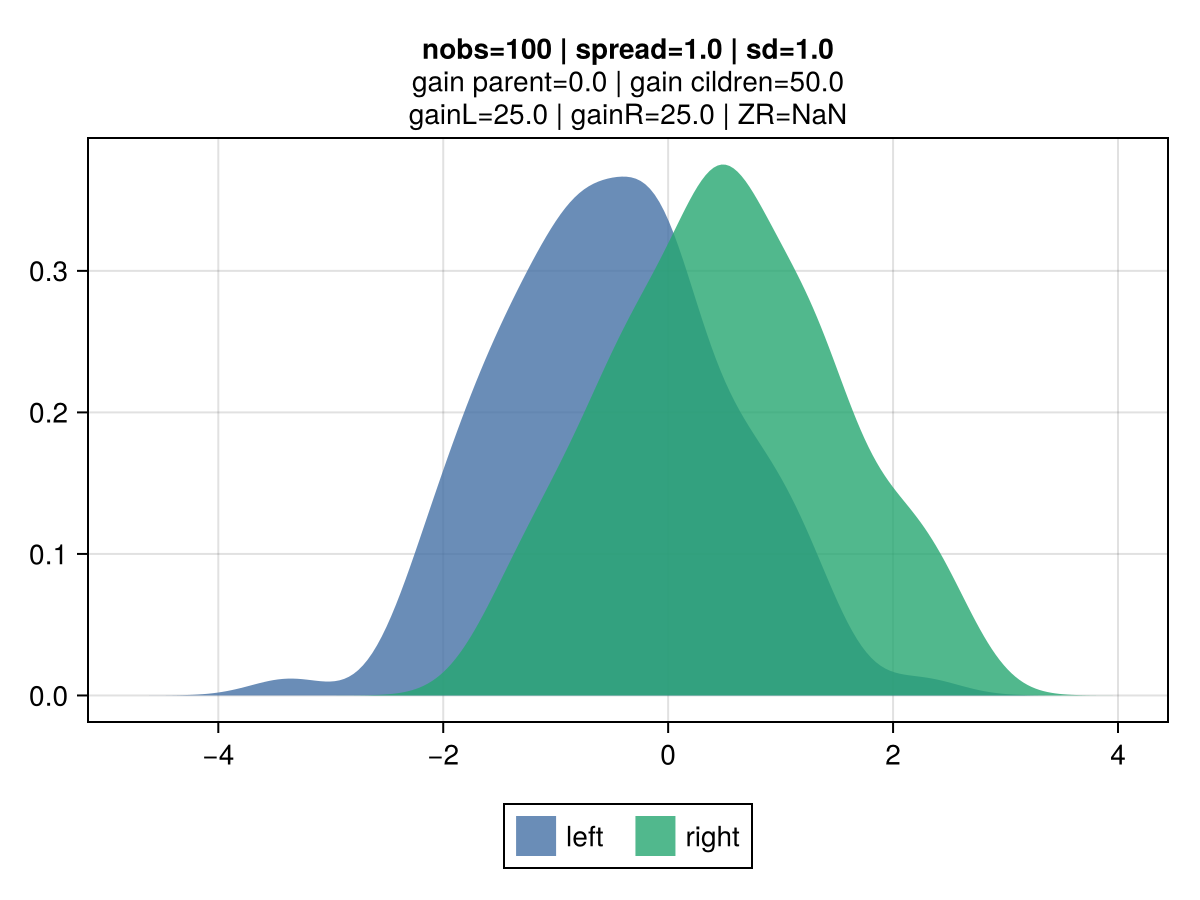 nobs=100 | spread=1.0 | sd=1.0
gain parent=0.0 | gain cildren=50.0
gainL=25.0 | gainR=25.0 | ZR=NaN
0.3
0.2
0.1
0.0
−4 −2 0 2 4
left right